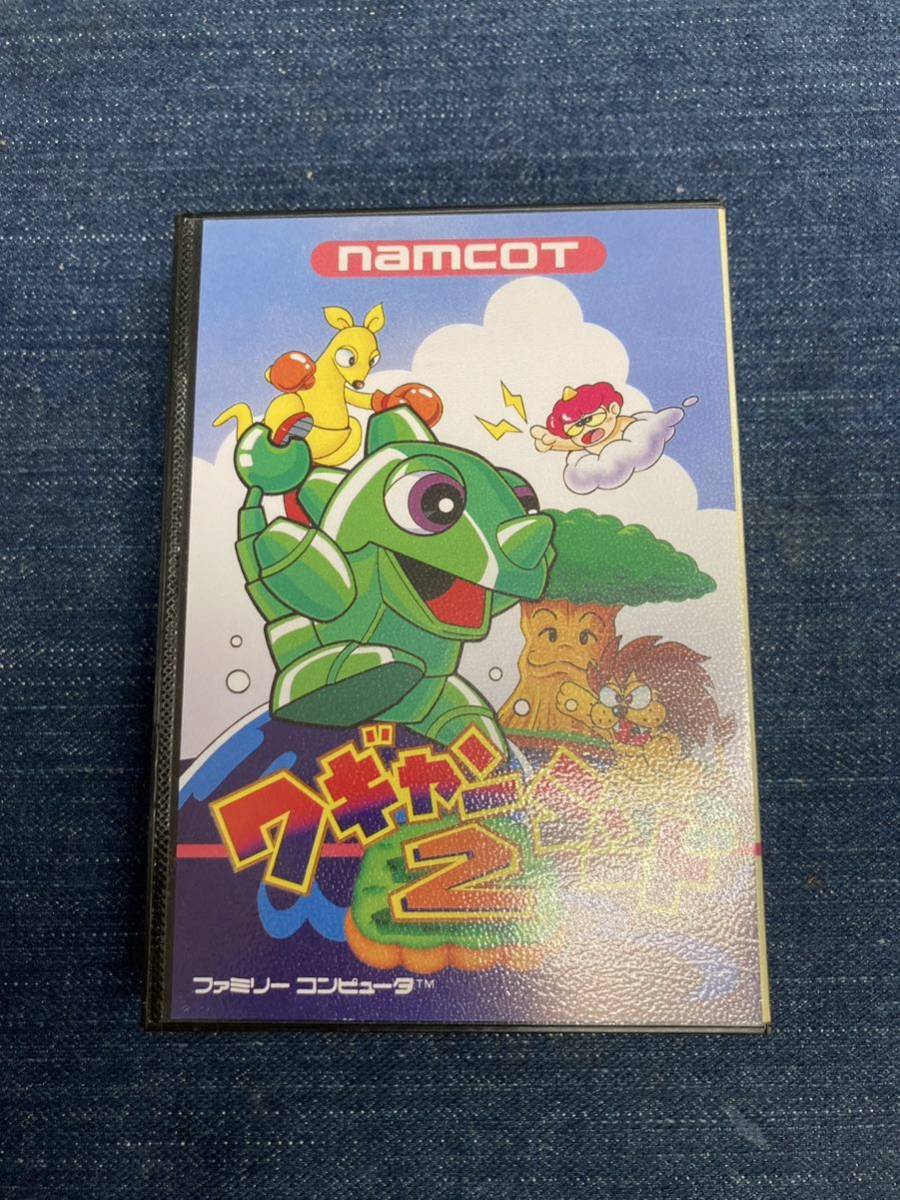 namcoT
ワギャンランド
2
ファミリー コンピュータ™